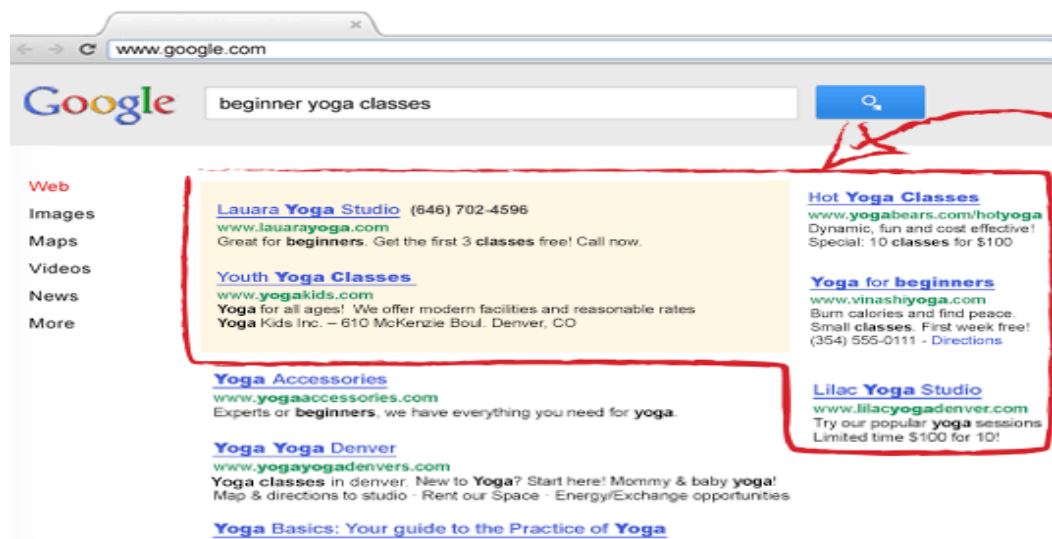 www.google.com
Google
beginner yoga classes
Web
Images
Maps
Videos
News
More
Lauara Yoga Studio (646) 702-4596
www.lauarayoga.com
Great for beginners. Get the first 3 classes free! Call now.
Youth Yoga Classes
www.yogakids.com
Yoga for all ages! We offer modern facilities and reasonable rates
Yoga Kids Inc. – 610 McKenzie Boul. Denver, CO
Hot Yoga Classes
www.yogabears.com/hotyoga
Dynamic, fun and cost effective!
Special: 10 classes for $100
Yoga for beginners
www.vinashiyoga.com
Burn calories and find peace.
Small classes. First week free!
(354) 555-0111 - Directions
Lilac Yoga Studio
www.lilacyogadenver.com
Try our popular yoga sessions
Limited time $100 for 10!
Yoga Accessories
www.yogaaccessories.com
Experts or beginners, we have everything you need for yoga.
Yoga Yoga Denver
www.yogayogadenvers.com
Yoga classes in denver. New to Yoga? Start here! Mommy & baby yoga!
Map & directions to studio - Rent our Space - Energy/Exchange opportunities
Yoga Basics: Your guide to the Practice of Yoga